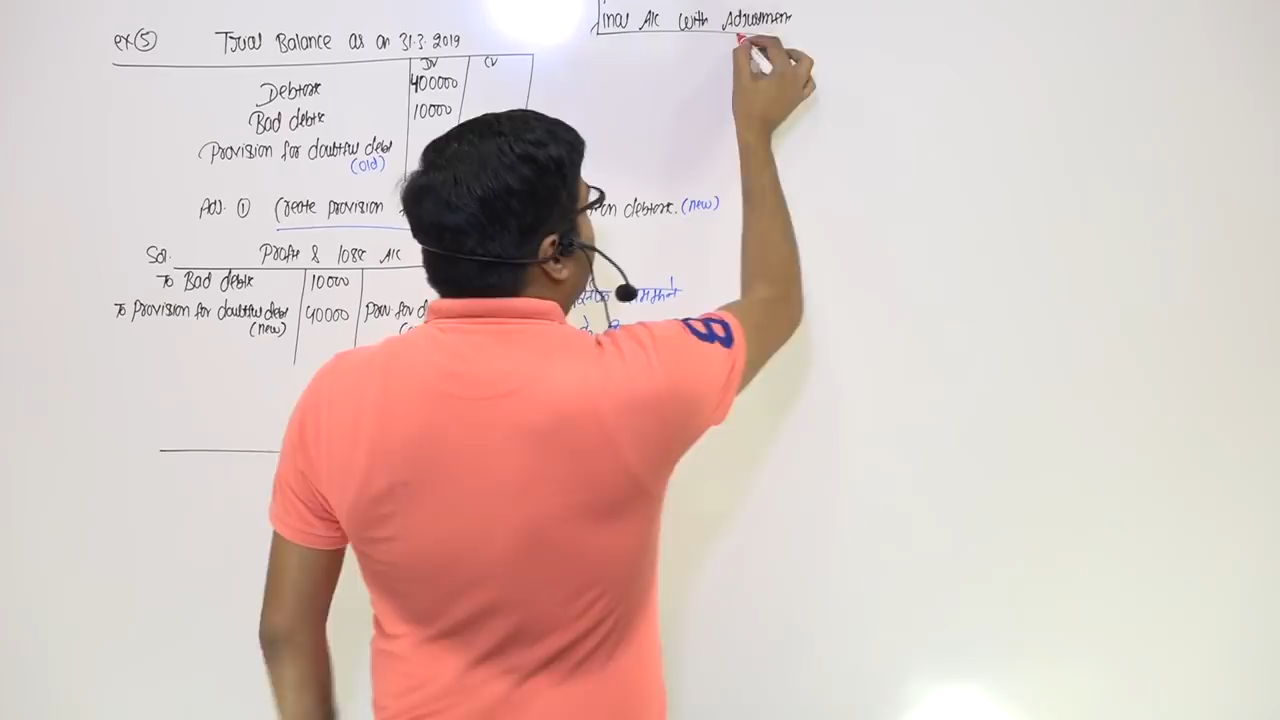 inal A/c with Adjustment
ex ⑤ Trial Balance as on 31.3.2019
Dr Cr
Debtors 400000
Bad debts 10000
Provision for doubtful debt
(old)
Adj. ① Create provision on debtors. (new)
Sol. Profit & loss A/c
To Bad debts 10000
To Provision for doubtful debt 40000 Prov. for d
(new)
B